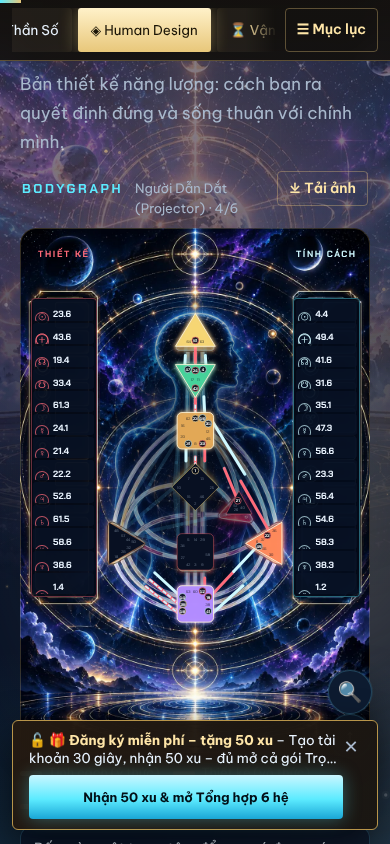 Thần Số
◈ Human Design
⏳ Vận
☰ Mục lục
Bản thiết kế năng lượng: cách bạn ra
quyết định đúng và sống thuận với chính
mình,
BODYGRAPH
Người Dẫn Dắt
(Projector) · 4/6
Tải ảnh
THIẾT KẾ
TÍNH CÁCH
23.6
43.6
19.4
33.4
61.3
24.1
21.4
22.2
52.6
61.5
58.6
38.6
1.4
4.4
49.4
41.6
31.6
35.1
47.3
56.6
23.3
56.4
54.6
58.3
38.3
1.2
🔓 🎁 Đăng ký miễn phí – tặng 50 xu – Tạo tài
khoản 30 giây, nhận 50 xu – đủ mở cả gói Trọ...
✕
Nhận 50 xu & mở Tổng hợp 6 hệ